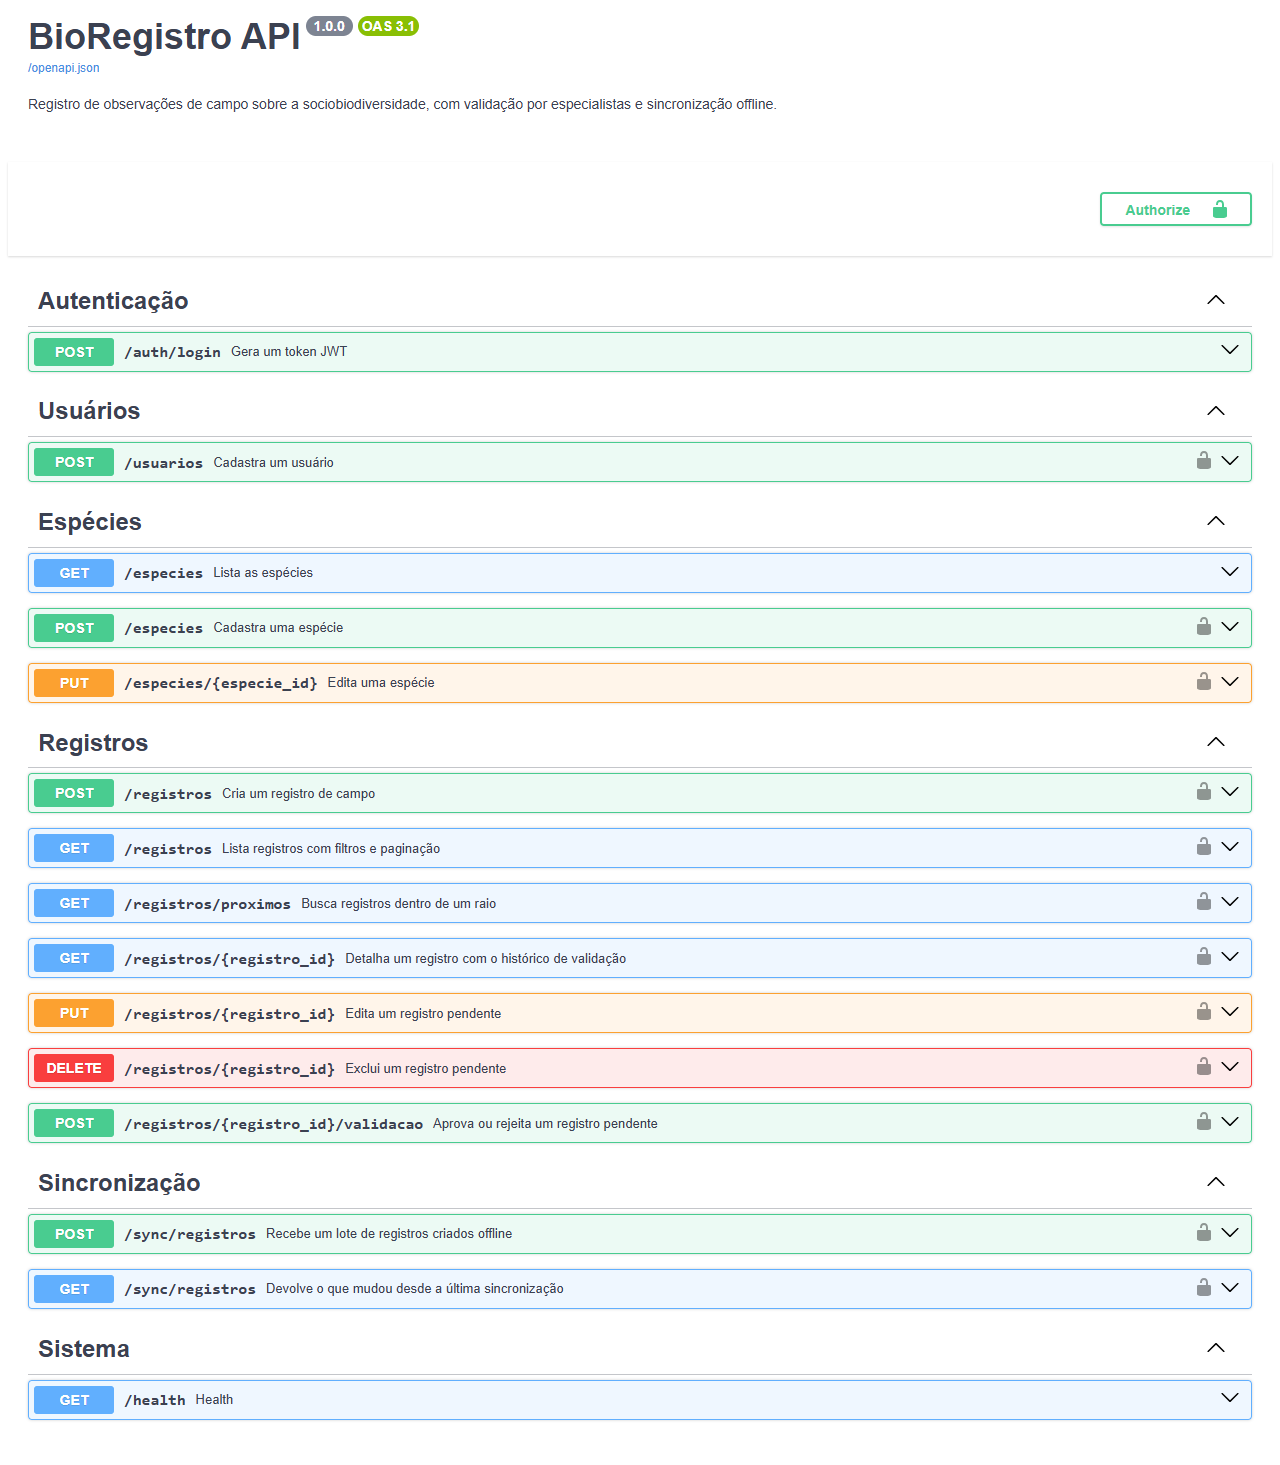 BioRegistro API 1.0.0 OAS 3.1
/openapi.json
Registro de observações de campo sobre a sociobiodiversidade, com validação por especialistas e sincronização offline.
Authorize
Autenticação
POST /auth/login Gera um token JWT
Usuários
POST /usuarios Cadastra um usuário
Espécies
GET /especies Lista as espécies
POST /especies Cadastra uma espécie
PUT /especies/{especie_id} Edita uma espécie
Registros
POST /registros Cria um registro de campo
GET /registros Lista registros com filtros e paginação
GET /registros/proximos Busca registros dentro de um raio
GET /registros/{registro_id} Detalha um registro com o histórico de validação
PUT /registros/{registro_id} Edita um registro pendente
DELETE /registros/{registro_id} Exclui um registro pendente
POST /registros/{registro_id}/validacao Aprova ou rejeita um registro pendente
Sincronização
POST /sync/registros Recebe um lote de registros criados offline
GET /sync/registros Devolve o que mudou desde a última sincronização
Sistema
GET /health Health